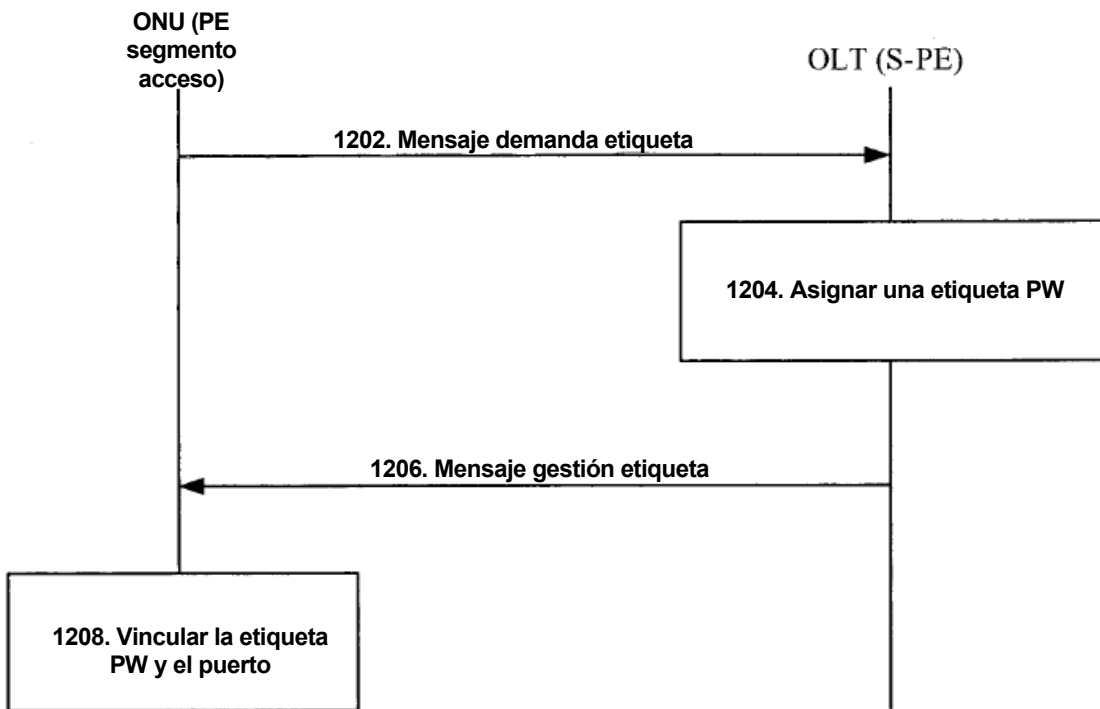 ONU (PE
segmento
acceso)
OLT (S-PE)
1202. Mensaje demanda etiqueta
1204. Asignar una etiqueta PW
1206. Mensaje gestión etiqueta
1208. Vincular la etiqueta
PW y el puerto